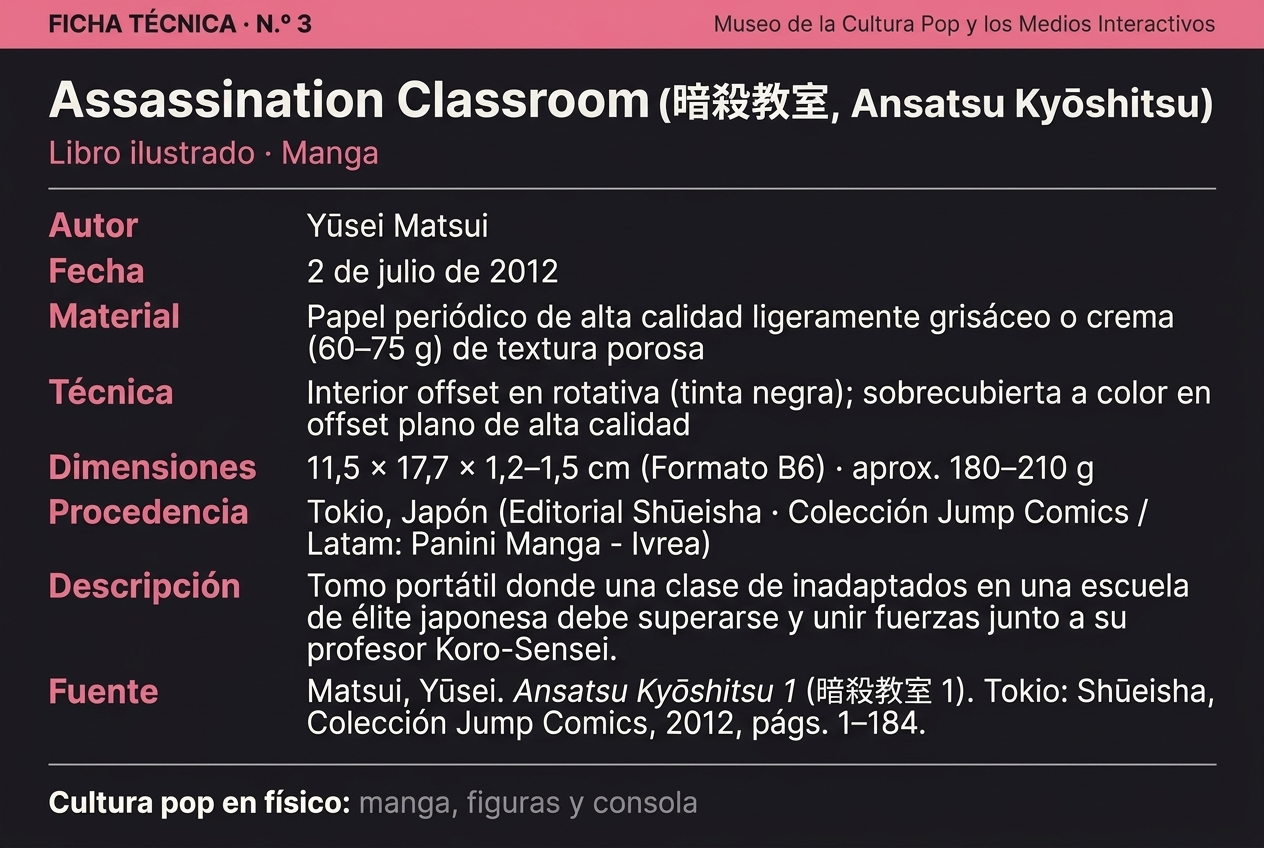 FICHA TÉCNICA · N.º 3
Museo de la Cultura Pop y los Medios Interactivos
Assassination Classroom (暗殺教室, Ansatsu Kyōshitsu)
Libro ilustrado · Manga
Autor Yūsei Matsui
Fecha 2 de julio de 2012
Material Papel periódico de alta calidad ligeramente grisáceo o crema
(60–75 g) de textura porosa
Técnica Interior offset en rotativa (tinta negra); sobrecubierta a color en
offset plano de alta calidad
Dimensiones 11,5 × 17,7 × 1,2–1,5 cm (Formato B6) · aprox. 180–210 g
Procedencia Tokio, Japón (Editorial Shūeisha · Colección Jump Comics /
Latam: Panini Manga - Ivrea)
Descripción Tomo portátil donde una clase de inadaptados en una escuela
de élite japonesa debe superarse y unir fuerzas junto a su
profesor Koro-Sensei.
Fuente Matsui, Yūsei. Ansatsu Kyōshitsu 1 (暗殺教室 1). Tokio: Shūeisha,
Colección Jump Comics, 2012, págs. 1–184.
Cultura pop en físico: manga, figuras y consola